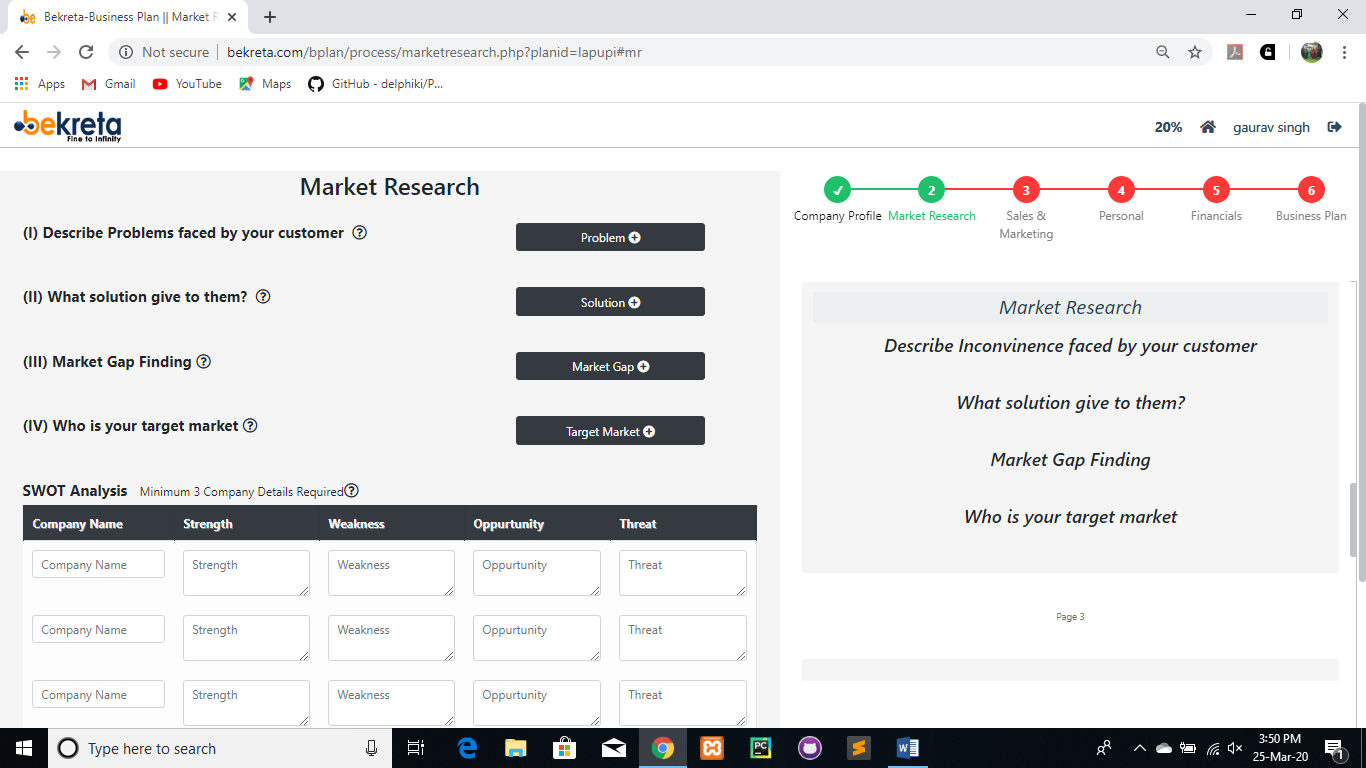 Bekreta-Business Plan || Market R
Not secure | bekreta.com/bplan/process/marketresearch.php?planid=lapupi#mr
Apps Gmail YouTube Maps GitHub - delphiki/P...
bekreta
Fine to Infinity
20% gaurav singh
Market Research
(I) Describe Problems faced by your customer
Problem
(II) What solution give to them?
Solution
(III) Market Gap Finding
Market Gap
(IV) Who is your target market
Target Market
SWOT Analysis Minimum 3 Company Details Required
Company Name Strength Weakness Oppurtunity Threat
Company Name Strength Weakness Oppurtunity Threat
Company Name Strength Weakness Oppurtunity Threat
Company Name Strength Weakness Oppurtunity Threat
2 3 4 5 6
Company Profile Market Research Sales & Personal Financials Business Plan
Marketing
Market Research
Describe Inconvinence faced by your customer
What solution give to them?
Market Gap Finding
Who is your target market
Page 3
Type here to search
PC
W
3:50 PM
25-Mar-20
1